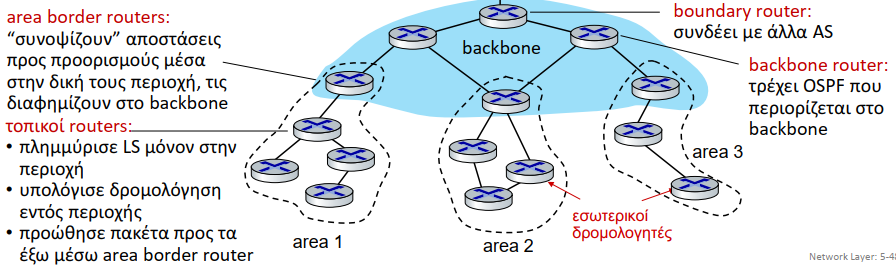 area border routers:
“συνοψίζουν” αποστάσεις
προς προορισμούς μέσα
στην δική τους περιοχή, τις
διαφημίζουν στο backbone
τοπικοί routers:
• πλημμύρισε LS μόνον στην
περιοχή
• υπολόγισε δρομολόγηση
εντός περιοχής
• προώθησε πακέτα προς τα
έξω μέσω area border router
backbone
boundary router:
συνδέει με άλλα AS
backbone router:
τρέχει OSPF που
περιορίζεται στο
backbone
area 3
εσωτερικοί
δρομολογητές
area 1
area 2
Network Layer: 5-4